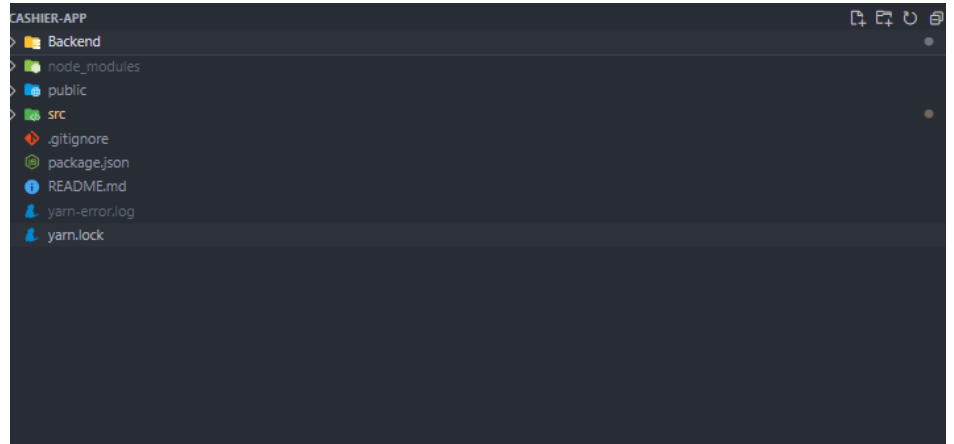 CASHIER-APP
Backend
node_modules
public
src
.gitignore
package.json
README.md
yarn-error.log
yarn.lock